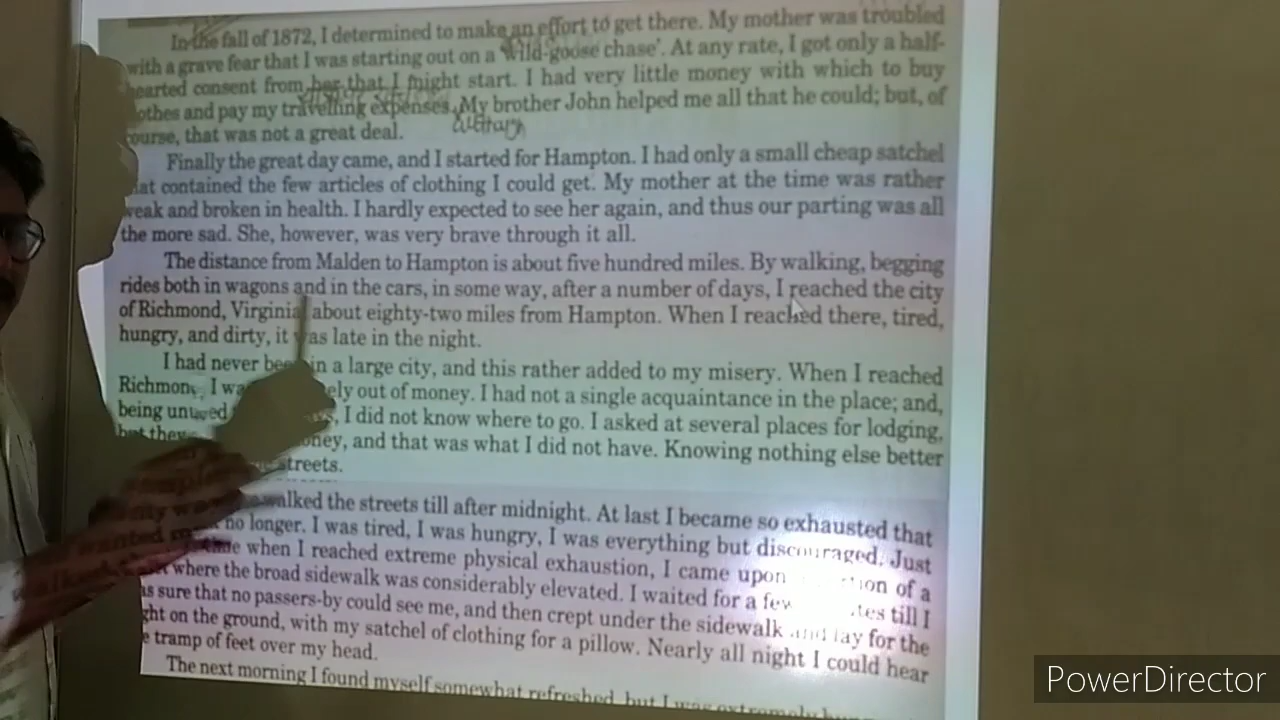 In the fall of 1872, I determined to make an effort to get there. My mother was troubled
with a grave fear that I was starting out on a 'wild-goose chase'. At any rate, I got only a half-
hearted consent from her that I might start. I had very little money with which to buy
lothes and pay my travelling expenses. My brother John helped me all that he could; but, of
ourse, that was not a great deal.
Finally the great day came, and I started for Hampton. I had only a small cheap satchel
hat contained the few articles of clothing I could get. My mother at the time was rather
weak and broken in health. I hardly expected to see her again, and thus our parting was all
the more sad. She, however, was very brave through it all.
The distance from Malden to Hampton is about five hundred miles. By walking, begging
rides both in wagons and in the cars, in some way, after a number of days, I reached the city
of Richmond, Virginia about eighty-two miles from Hampton. When I reached there, tired,
hungry, and dirty, it was late in the night.
I had never been in a large city, and this rather added to my misery. When I reached
Richmond, I was ely out of money. I had not a single acquaintance in the place; and,
being unused s, I did not know where to go. I asked at several places for lodging,
but they oney, and that was what I did not have. Knowing nothing else better
streets.
walked the streets till after midnight. At last I became so exhausted that
no longer. I was tired, I was hungry, I was everything but discouraged. Just
when I reached extreme physical exhaustion, I came upon tion of a
where the broad sidewalk was considerably elevated. I waited for a few tes till I
as sure that no passers-by could see me, and then crept under the sidewalk and lay for the
ght on the ground, with my satchel of clothing for a pillow. Nearly all night I could hear
e tramp of feet over my head.
The next morning I found myself somewhat refreshed, but I was extremely
PowerDirector